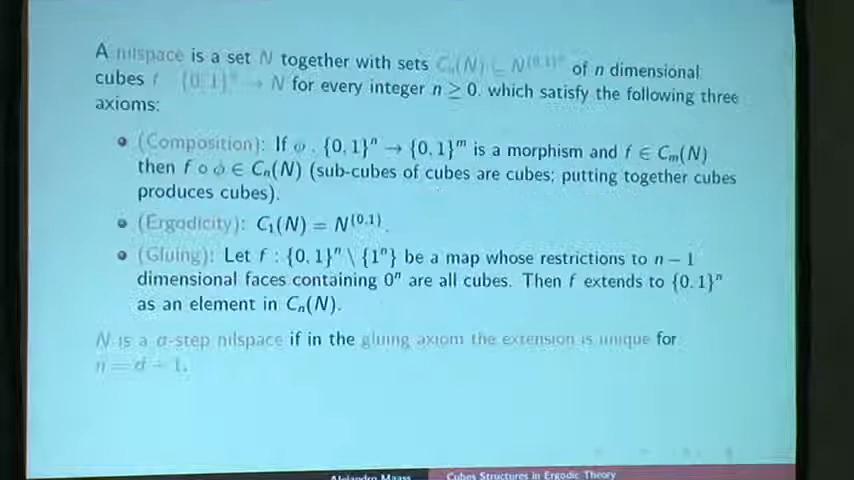 A nilspace is a set N together with sets Cₙ(N) ⊆ N^{0,1}ⁿ of n dimensional
cubes f : {0,1}ⁿ → N for every integer n ≥ 0, which satisfy the following three
axioms:
(Composition): If φ : {0,1}ⁿ → {0,1}ᵐ is a morphism and f ∈ Cₘ(N)
then f ∘ φ ∈ Cₙ(N) (sub-cubes of cubes are cubes; putting together cubes
produces cubes).
(Ergodicity): C₁(N) = N^{0,1}.
(Gluing): Let f : {0,1}ⁿ \ {1ⁿ} be a map whose restrictions to n − 1
dimensional faces containing 0ⁿ are all cubes. Then f extends to {0,1}ⁿ
as an element in Cₙ(N).
N is a d-step nilspace if in the gluing axiom the extension is unique for
n = d
Alejandro Maass
Cubes Structures in Ergodic Theory